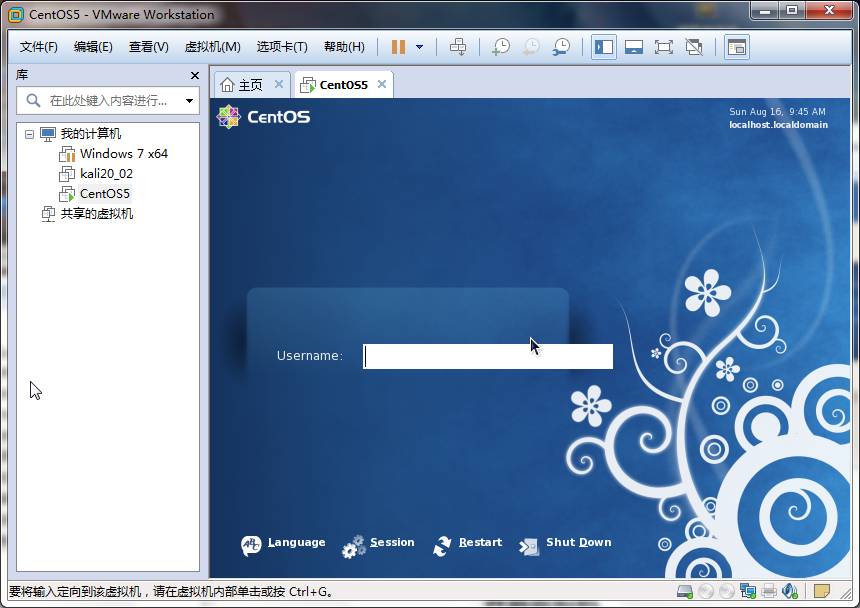 CentOS5 - VMware Workstation
文件(F) 编辑(E) 查看(V) 虚拟机(M) 选项卡(T) 帮助(H)
库
在此处键入内容进行...
我的计算机
Windows 7 x64
kali20_02
CentOS5
共享的虚拟机
主页 CentOS5
CentOS
Sun Aug 16, 9:45 AM
localhost.localdomain
Username:
Language Session Restart Shut Down
要将输入定向到该虚拟机，请在虚拟机内部单击或按 Ctrl+G。